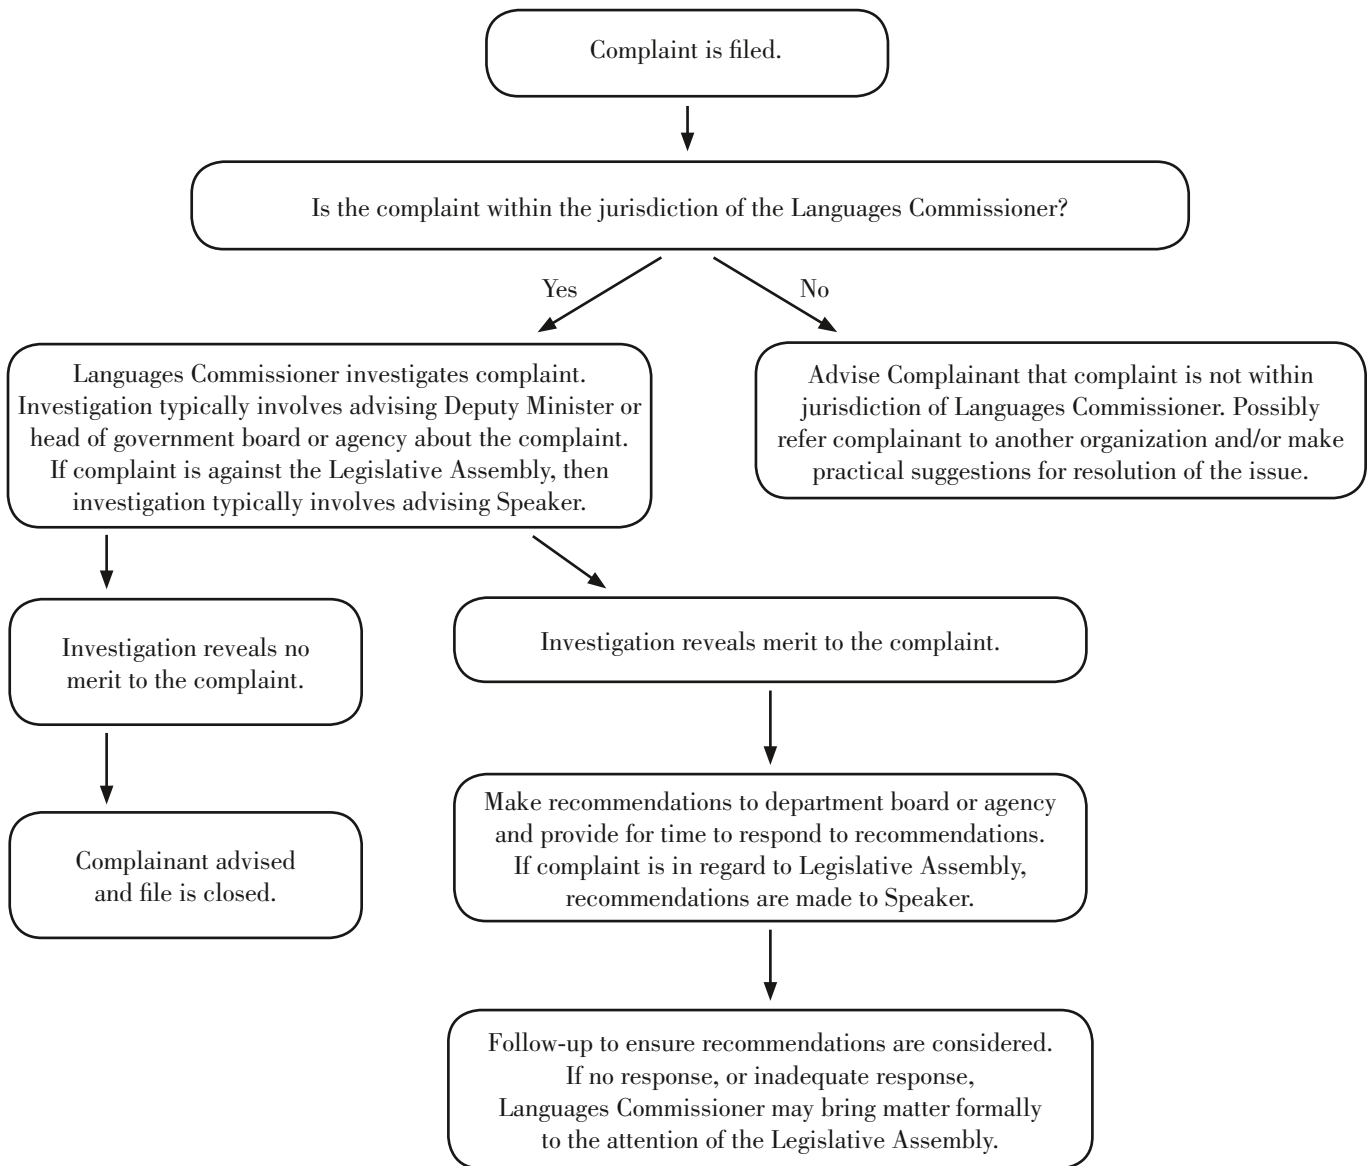 Complaint is filed.
Is the complaint within the jurisdiction of the Languages Commissioner?
Yes
No
Languages Commissioner investigates complaint.
Investigation typically involves advising Deputy Minister or
head of government board or agency about the complaint.
If complaint is against the Legislative Assembly, then
investigation typically involves advising Speaker.
Advise Complainant that complaint is not within
jurisdiction of Languages Commissioner. Possibly
refer complainant to another organization and/or make
practical suggestions for resolution of the issue.
Investigation reveals no
merit to the complaint.
Investigation reveals merit to the complaint.
Complainant advised
and file is closed.
Make recommendations to department board or agency
and provide for time to respond to recommendations.
If complaint is in regard to Legislative Assembly,
recommendations are made to Speaker.
Follow-up to ensure recommendations are considered.
If no response, or inadequate response,
Languages Commissioner may bring matter formally
to the attention of the Legislative Assembly.